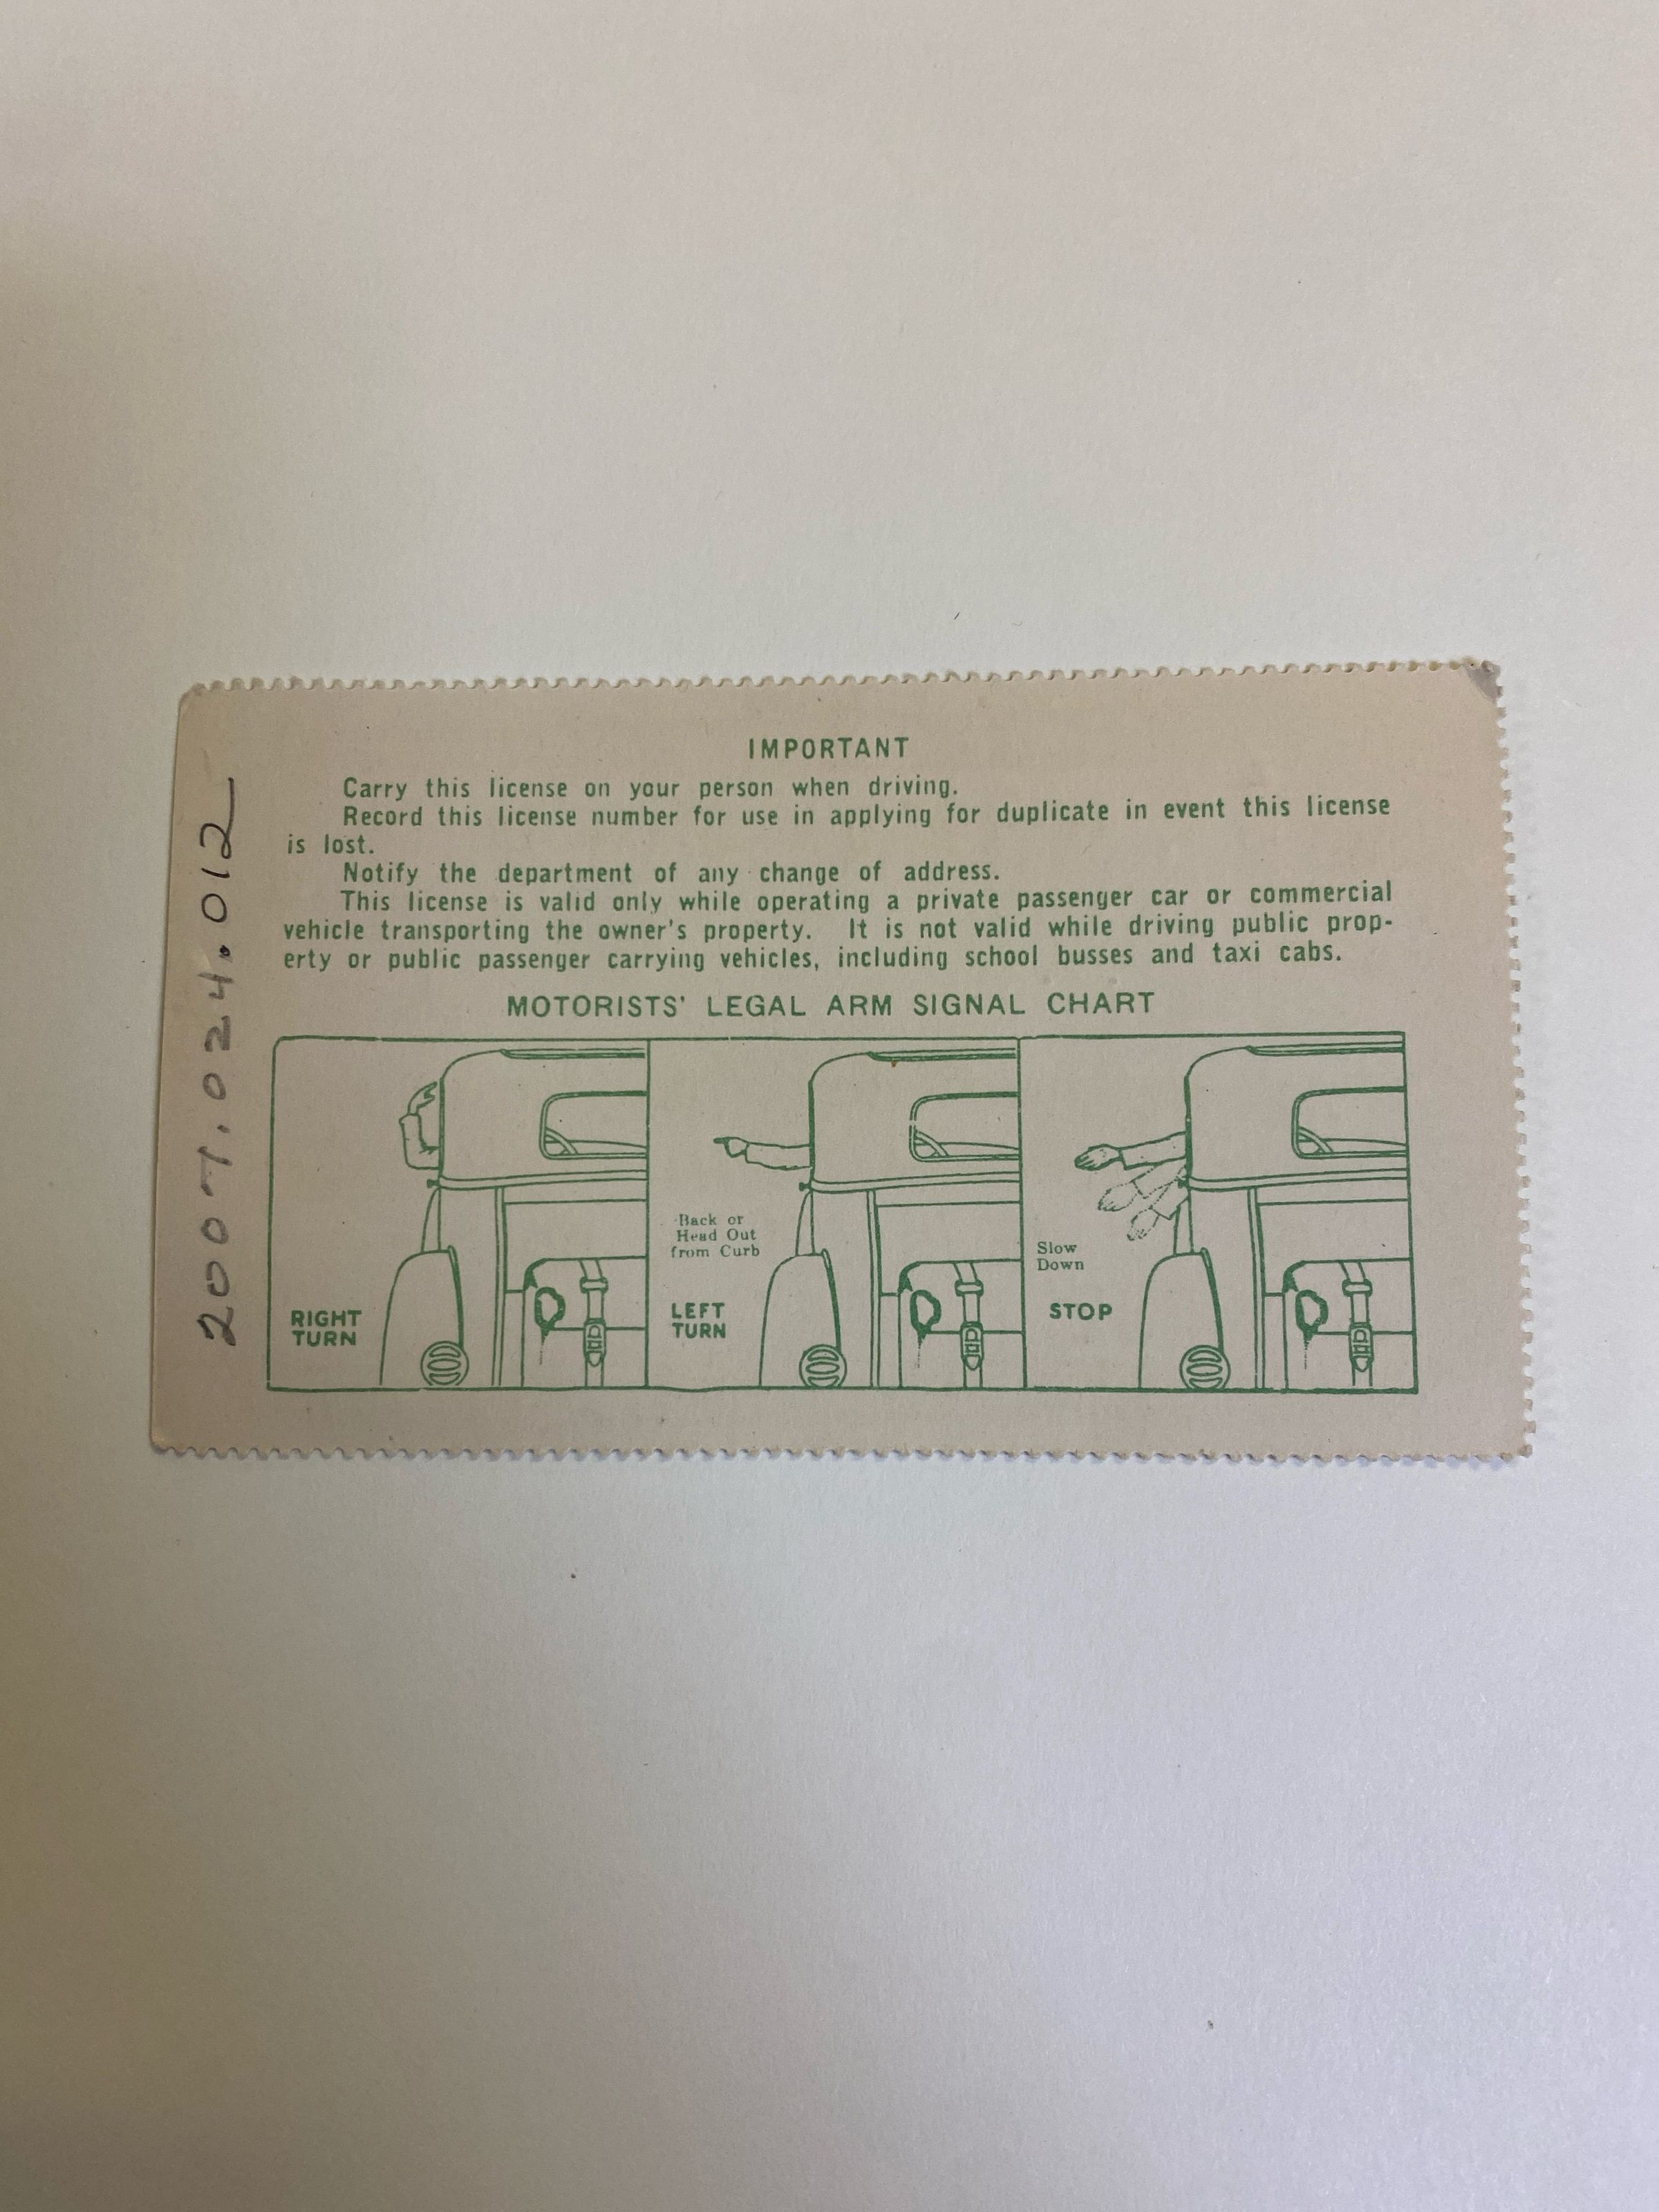 IMPORTANT
Carry this license on your person when driving.
Record this license number for use in applying for duplicate in event this license
is lost.
Notify the department of any change of address.
This license is valid only while operating a private passenger car or commercial
vehicle transporting the owner's property. It is not valid while driving public prop-
erty or public passenger carrying vehicles, including school busses and taxi cabs.
MOTORISTS' LEGAL ARM SIGNAL CHART
RIGHT
TURN
Back or
Head Out
from Curb
LEFT
TURN
Slow
Down
STOP
2007.024.012